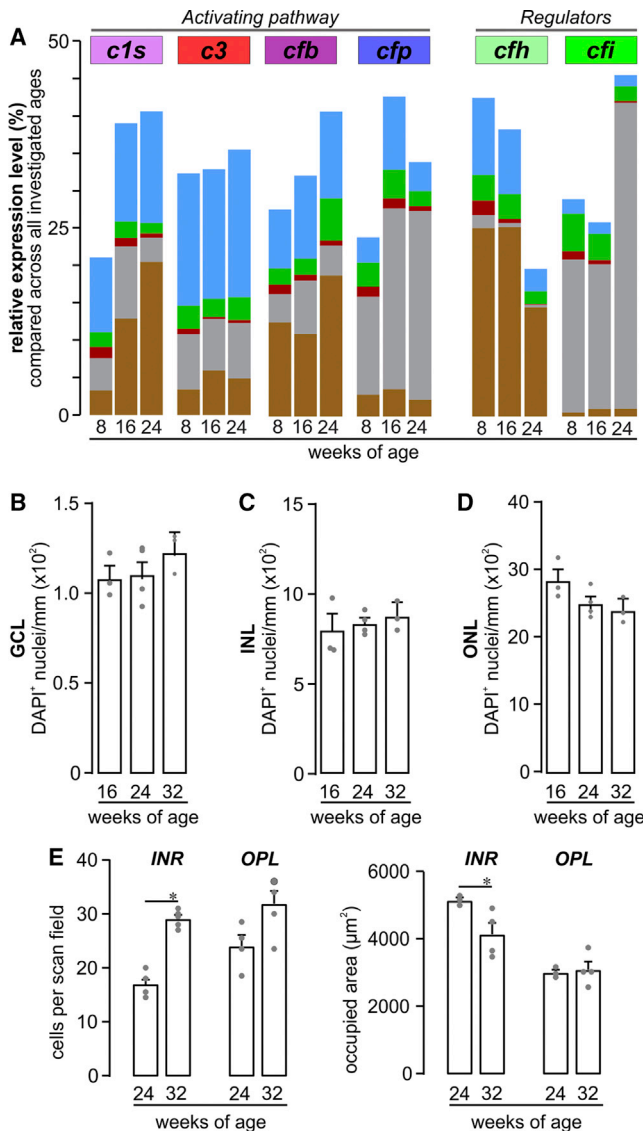 A
Activating pathway
Regulators
c1s c3 cfb cfp cfh cfi
relative expression level (%)
compared across all investigated ages
50
25
0
8 16 24 8 16 24 8 16 24 8 16 24 8 16 24 8 16 24
weeks of age
B
GCL
DAPI⁺ nuclei/mm (x10²)
1.5
1.0
0.5
0
16 24 32
weeks of age
C
INL
DAPI⁺ nuclei/mm (x10²)
15
10
5
0
16 24 32
weeks of age
D
ONL
DAPI⁺ nuclei/mm (x10²)
40
30
20
10
0
16 24 32
weeks of age
E
INR OPL
cells per scan field
40
30
20
10
0
*
24 32 24 32
weeks of age
INR OPL
occupied area (µm²)
6000
4000
2000
0
*
24 32 24 32
weeks of age